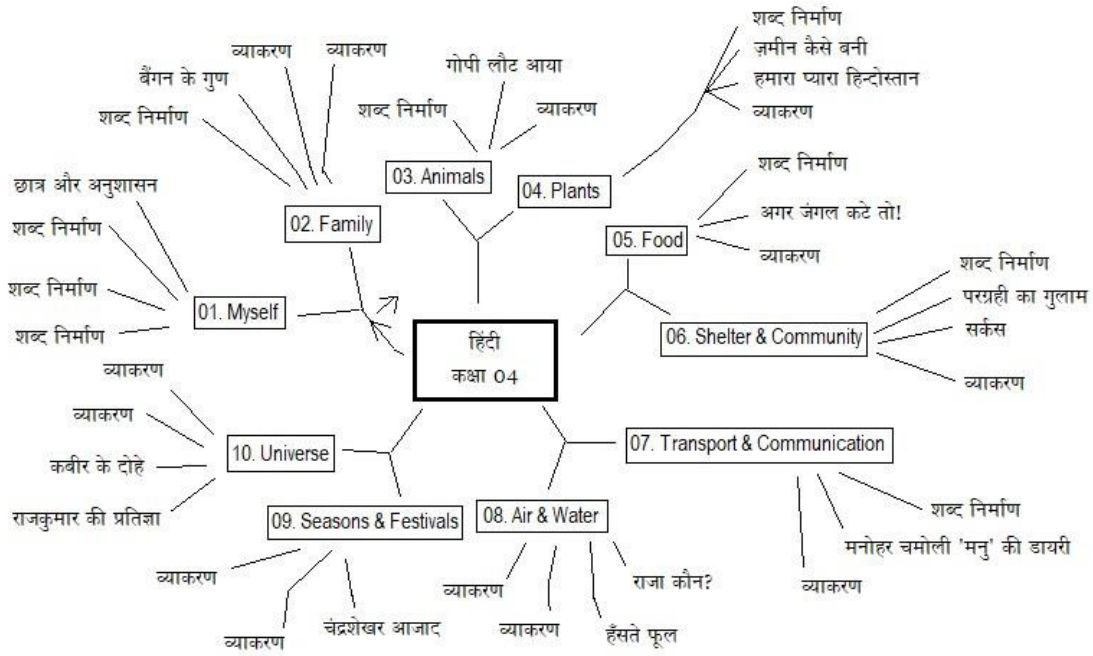 हिंदी
कक्षा 04
01. Myself
छात्र और अनुशासन
शब्द निर्माण
शब्द निर्माण
शब्द निर्माण
02. Family
शब्द निर्माण
बैंगन के गुण
व्याकरण
व्याकरण
03. Animals
शब्द निर्माण
गोपी लौट आया
व्याकरण
04. Plants
शब्द निर्माण
ज़मीन कैसे बनी
हमारा प्यारा हिन्दोस्तान
व्याकरण
05. Food
शब्द निर्माण
अगर जंगल कटे तो!
व्याकरण
06. Shelter & Community
शब्द निर्माण
परग्रही का गुलाम
सर्कस
व्याकरण
07. Transport & Communication
शब्द निर्माण
मनोहर चमोली 'मनु' की डायरी
व्याकरण
08. Air & Water
राजा कौन?
हँसते फूल
व्याकरण
व्याकरण
09. Seasons & Festivals
व्याकरण
व्याकरण
चंद्रशेखर आजाद
10. Universe
व्याकरण
व्याकरण
कबीर के दोहे
राजकुमार की प्रतिज्ञा